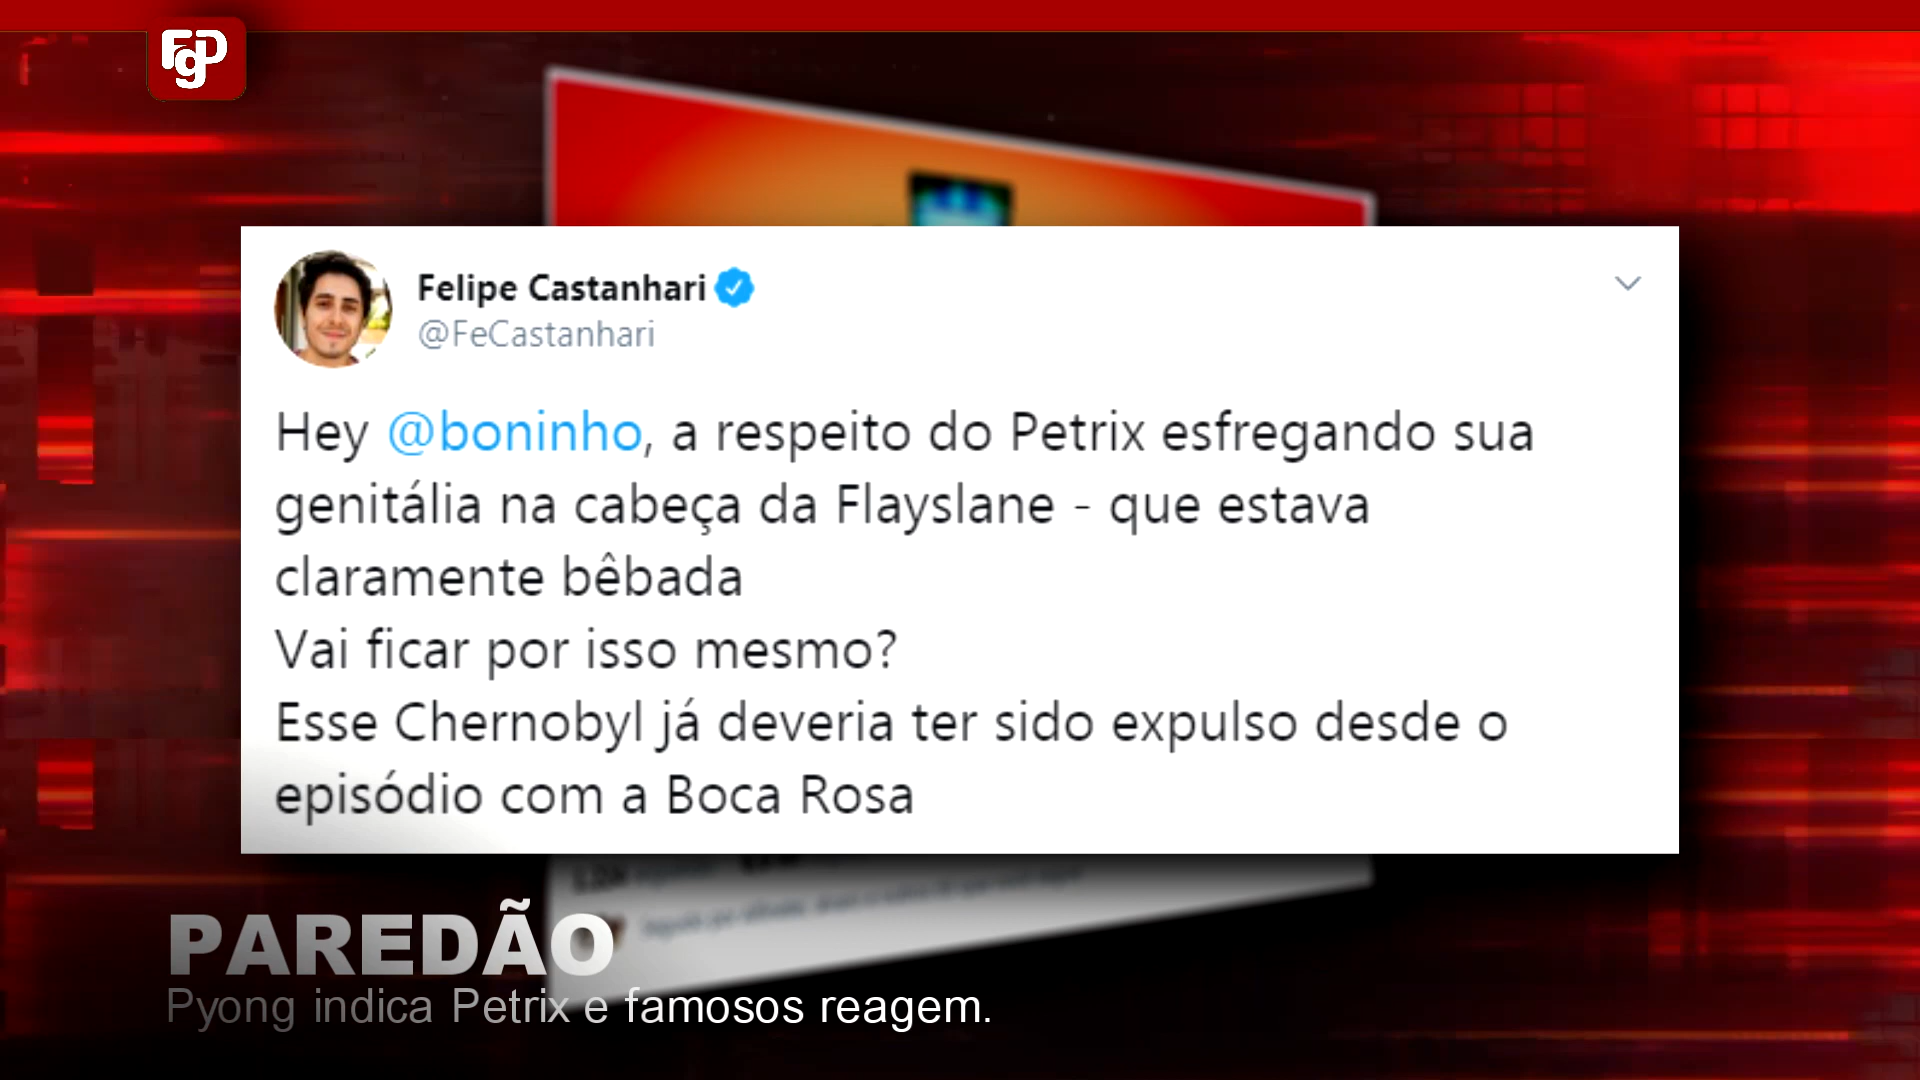 FgP
Felipe Castanhari
@FeCastanhari
Hey @boninho, a respeito do Petrix esfregando sua
genitália na cabeça da Flayslane - que estava
claramente bêbada
Vai ficar por isso mesmo?
Esse Chernobyl já deveria ter sido expulso desde o
episódio com a Boca Rosa
PAREDÃO
Pyong indica Petrix e famosos reagem.